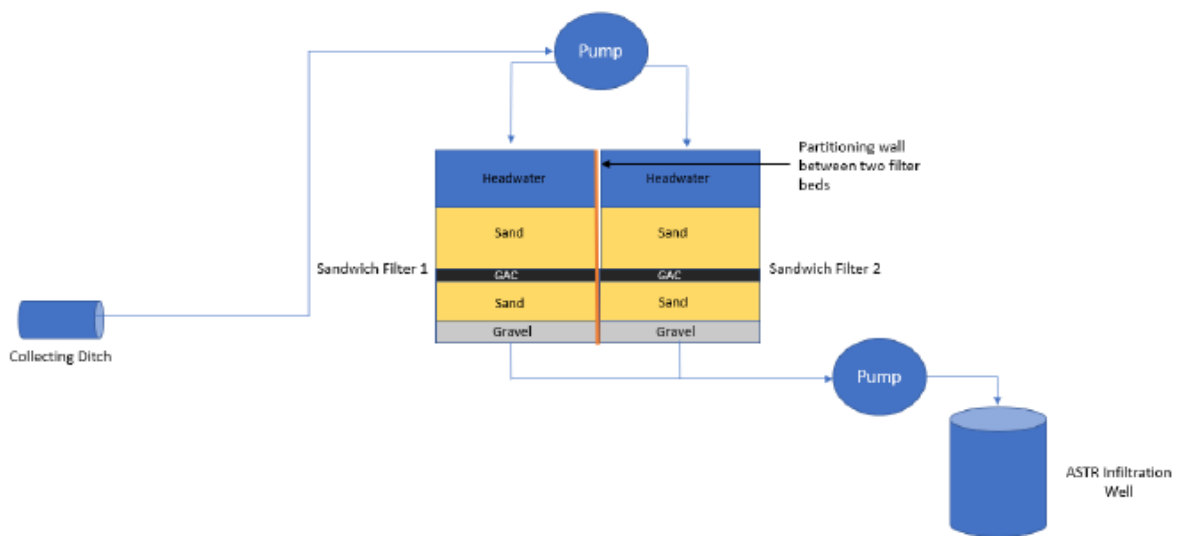 Pump
Partitioning wall
between two filter
beds
Headwater
Headwater
Sand
Sand
Sandwich Filter 1
GAC
GAC
Sandwich Filter 2
Sand
Sand
Gravel
Gravel
Collecting Ditch
Pump
ASTR Infiltration
Well